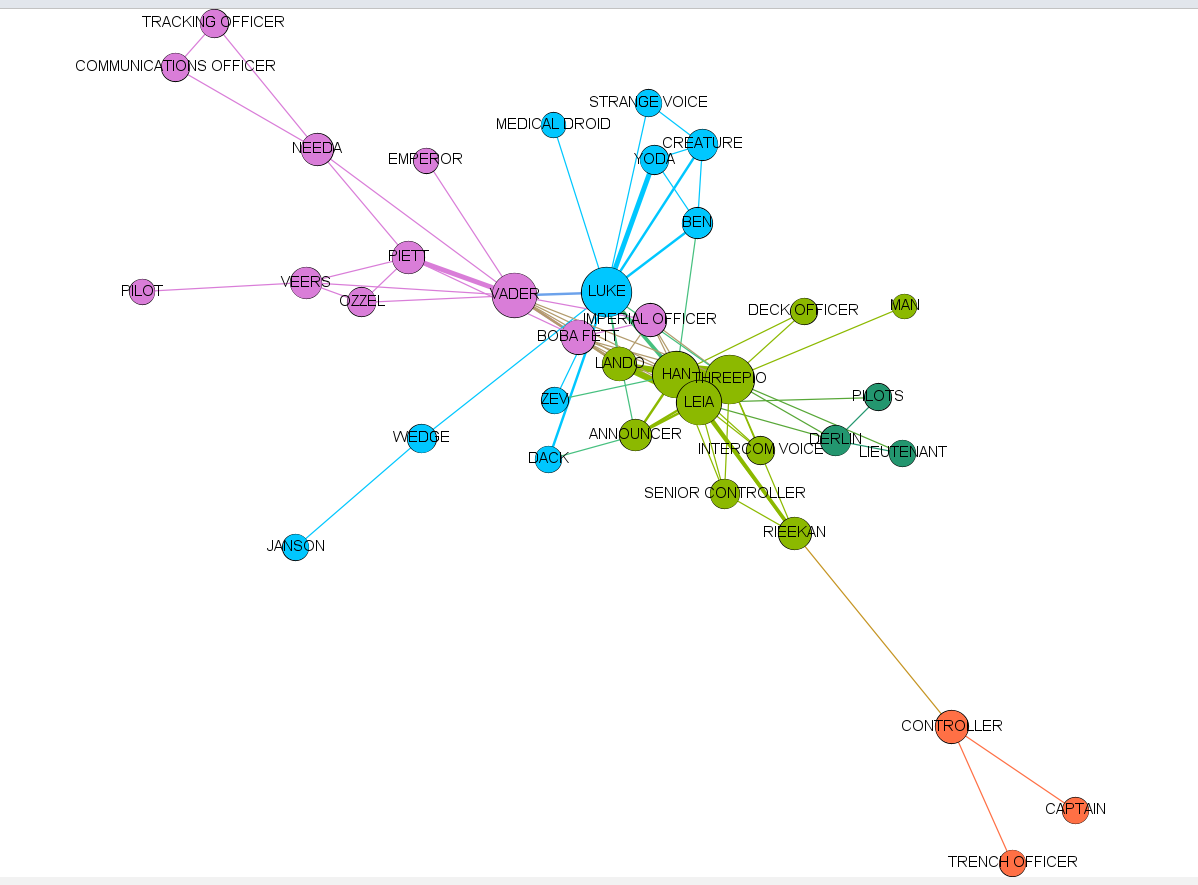 TRACKING OFFICER
COMMUNICATIONS OFFICER
STRANGE VOICE
MEDICAL DROID
CREATURE
NEEDA
EMPEROR
YODA
BEN
PIETT
VEERS
PILOT
OZZEL
VADER
LUKE
MAN
DECK OFFICER
IMPERIAL OFFICER
BOBA FETT
LANDO
HAN
THREEPIO
PILOTS
ZEV
LEIA
WEDGE
ANNOUNCER
DERLIN
INTERCOM VOICE
LIEUTENANT
DACK
SENIOR CONTROLLER
RIEEKAN
JANSON
CONTROLLER
CAPTAIN
TRENCH OFFICER